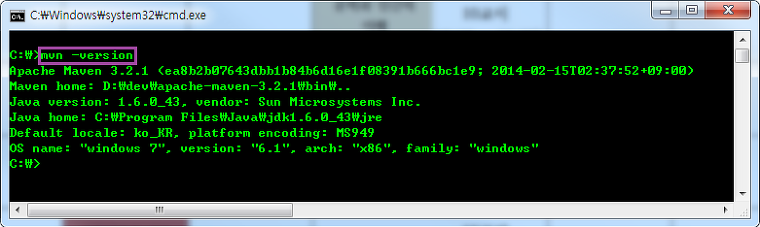 C:₩Windows₩system32₩cmd.exe
C:₩>mvn -version
Apache Maven 3.2.1 (ea8b2b07643dbb1b84b6d16e1f08391b666bc1e9; 2014-02-15T02:37:52+09:00)
Maven home: D:₩dev₩apache-maven-3.2.1₩bin₩..
Java version: 1.6.0_43, vendor: Sun Microsystems Inc.
Java home: C:₩Program Files₩Java₩jdk1.6.0_43₩jre
Default locale: ko_KR, platform encoding: MS949
OS name: "windows 7", version: "6.1", arch: "x86", family: "windows"
C:₩>